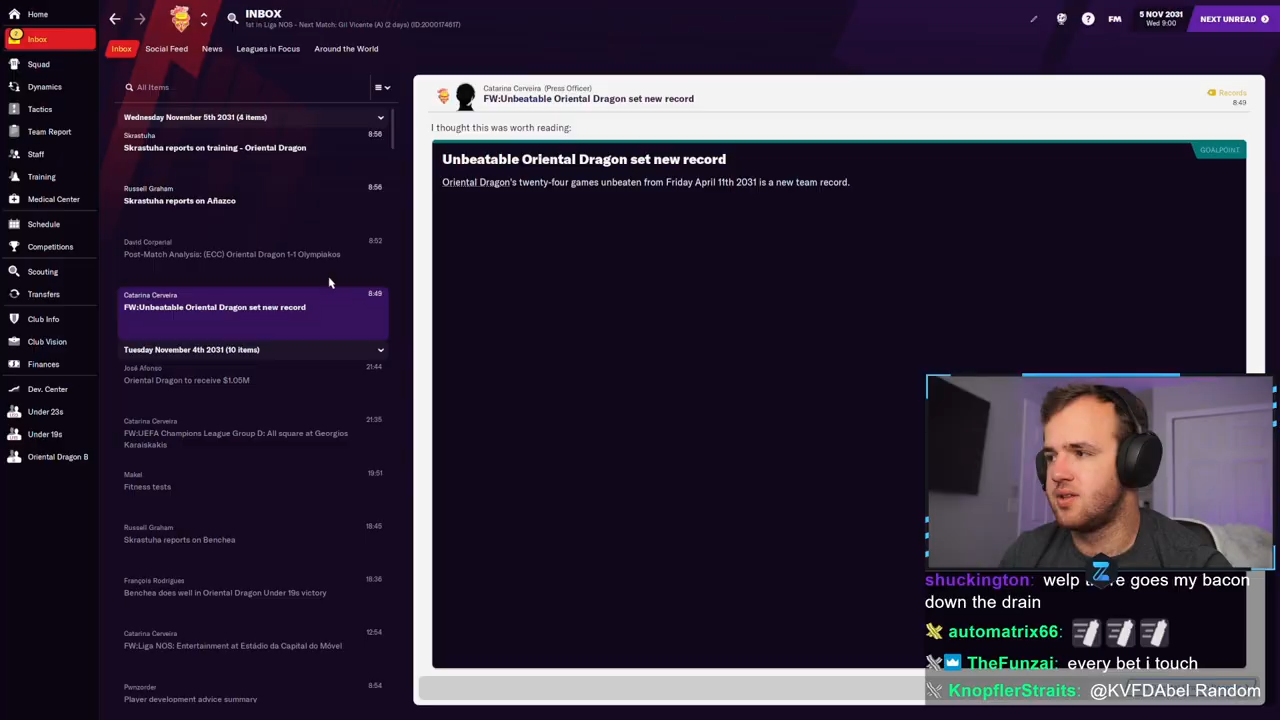 Home
Inbox
Squad
Dynamics
Tactics
Team Report
Staff
Training
Medical Center
Schedule
Competitions
Scouting
Transfers
Club Info
Club Vision
Finances
Dev. Center
Under 23s
Under 19s
Oriental Dragon B
INBOX
1st in Liga NOS - Next Match: Gil Vicente (A) (2 days) (ID:2000174617)
FM
5 NOV 2031
Wed 9:00
NEXT UNREAD
Inbox
Social Feed
News
Leagues in Focus
Around the World
All Items
Wednesday November 5th 2031 (4 items)
Skrastuha
8:56
Skrastuha reports on training - Oriental Dragon
Russell Graham
8:56
Skrastuha reports on Añazco
David Corperial
8:52
Post-Match Analysis: (ECC) Oriental Dragon 1-1 Olympiakos
Catarina Cerveira
8:49
FW:Unbeatable Oriental Dragon set new record
Tuesday November 4th 2031 (10 items)
José Afonso
21:44
Oriental Dragon to receive $1.05M
Catarina Cerveira
21:35
FW:UEFA Champions League Group D: All square at Georgios
Karaiskakis
Makel
19:51
Fitness tests
Russell Graham
18:45
Skrastuha reports on Benchea
François Rodrigues
18:36
Benchea does well in Oriental Dragon Under 19s victory
Catarina Cerveira
12:54
FW:Liga NOS: Entertainment at Estádio da Capital do Móvel
Pwnzorder
8:54
Player development advice summary
Catarina Cerveira (Press Officer)
FW:Unbeatable Oriental Dragon set new record
Records
8:49
I thought this was worth reading:
Unbeatable Oriental Dragon set new record
GOALPOINT.
Oriental Dragon's twenty-four games unbeaten from Friday April 11th 2031 is a new team record.
shuckington: welp goes my bacon
down the drain
automatrix66:
TheFunzai: every bet i touch
KnopflerStraits: @KVFDAbel Random